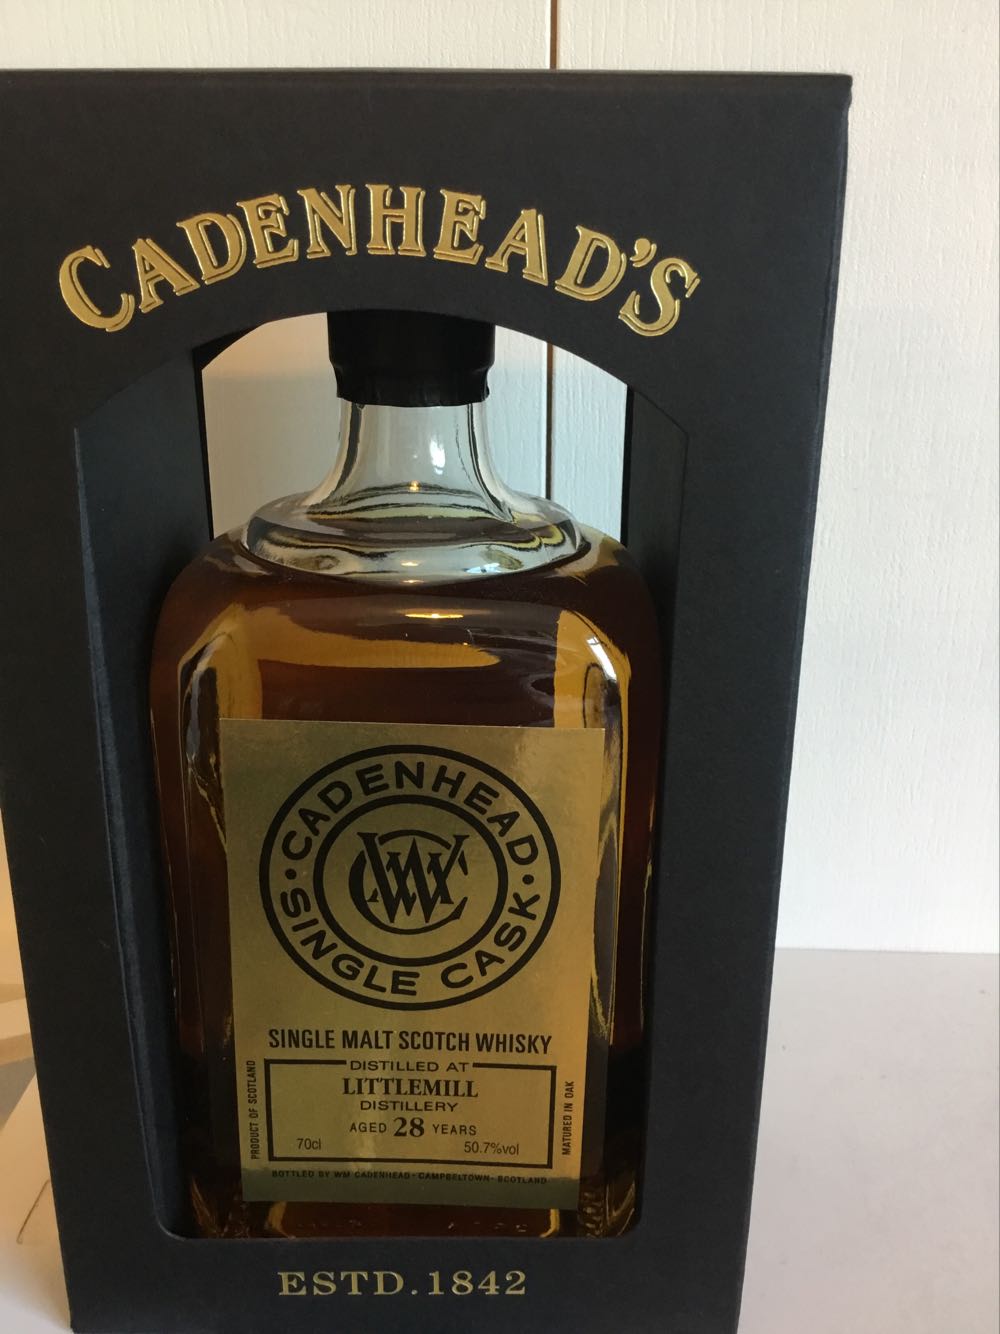 CADENHEAD'S
CADENHEAD
WC
SINGLE CASK
SINGLE MALT SCOTCH WHISKY
DISTILLED AT
LITTLEMILL
DISTILLERY
AGED 28 YEARS
70cl 50.7%vol
PRODUCT OF SCOTLAND
MATURED IN OAK
BOTTLED BY WM CADENHEAD · CAMPBELTOWN · SCOTLAND
ESTD.1842